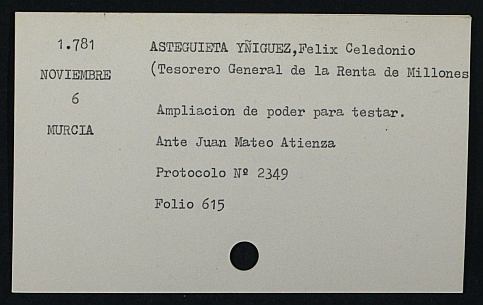 1.781
NOVIEMBRE
6
MURCIA
ASTEGUIETA YÑIGUEZ,Felix Celedonio
(Tesorero General de la Renta de Millones
Ampliacion de poder para testar.
Ante Juan Mateo Atienza
Protocolo Nº 2349
Folio 615